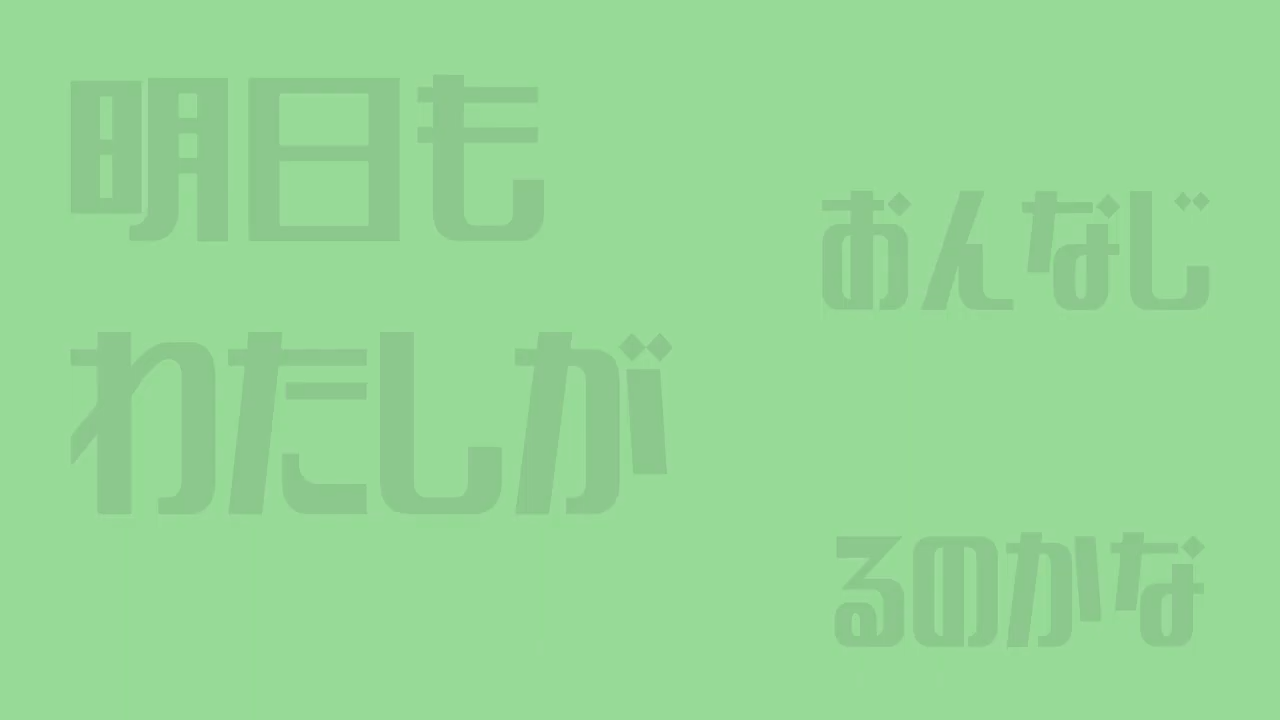 明日も
わたしが
おんなじ
るのかな